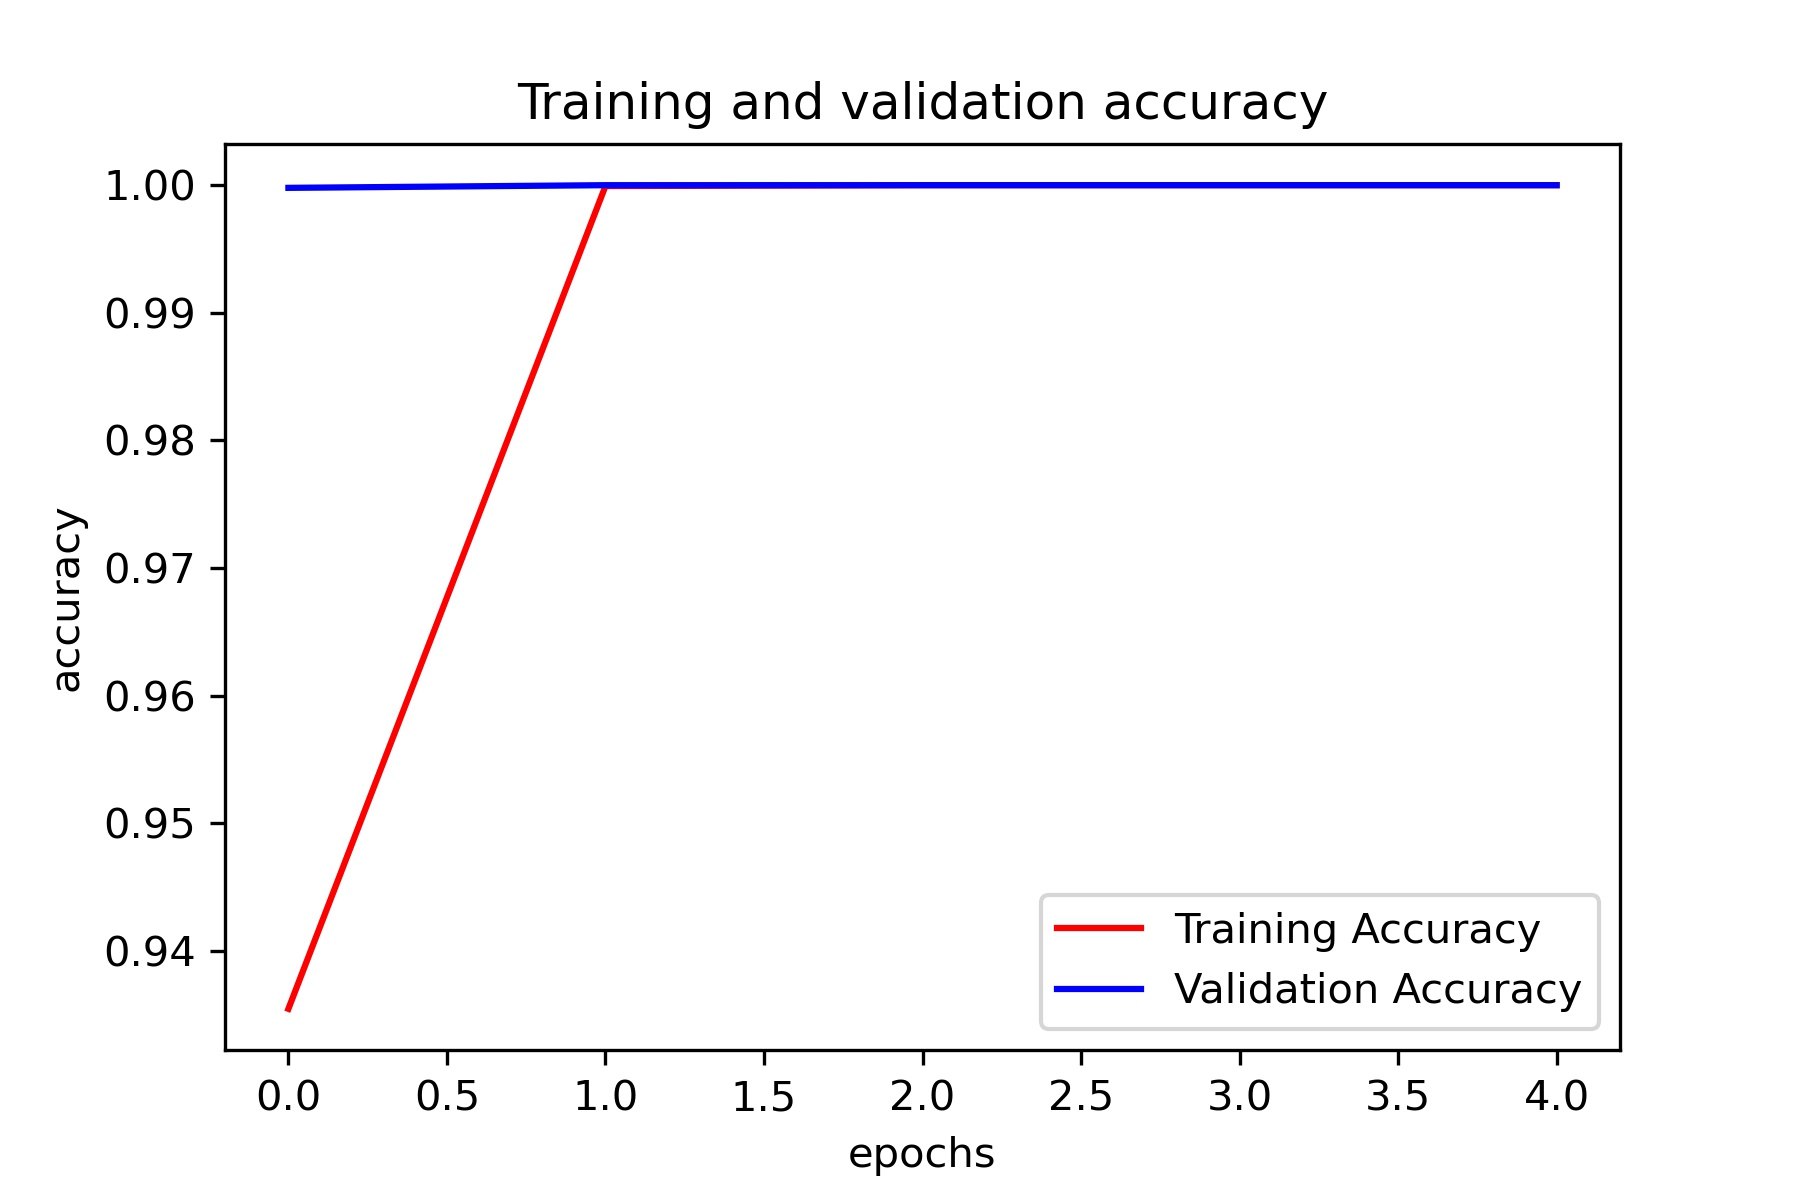 Training and validation accuracy
1.00
0.99
0.98
0.97
0.96
0.95
0.94
accuracy
Training Accuracy
Validation Accuracy
0.0 0.5 1.0 1.5 2.0 2.5 3.0 3.5 4.0
epochs